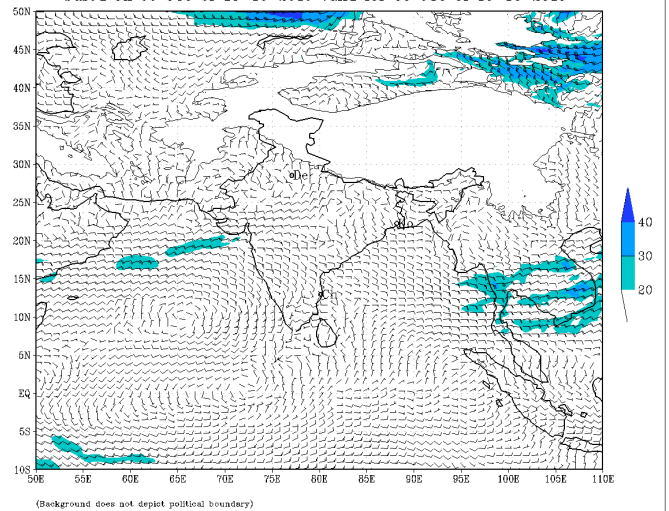 50N
45N
40N
35N
30N
25N
20N
15N
10N
5N
EQ
5S
10S
50E 55E 60E 65E 70E 75E 80E 85E 90E 95E 100E 105E 110E
De
40
30
20
(Background does not depict political boundary)